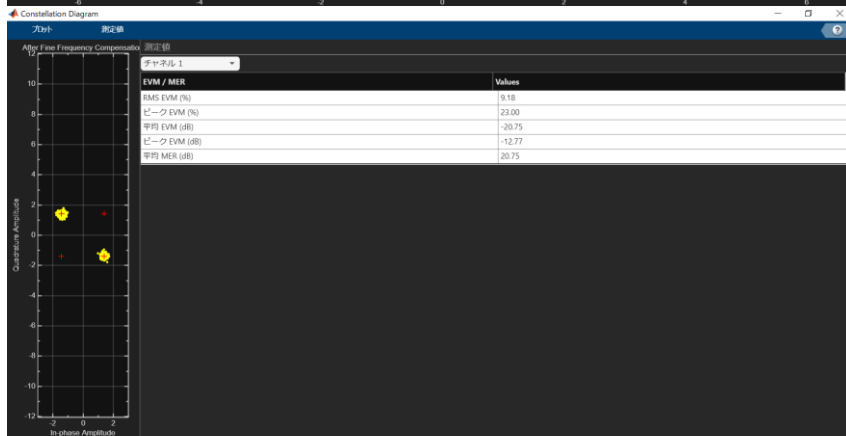 -6 -4 -2 0 2 4 6
Constellation Diagram
プロット 測定値
?
After Fine Frequency Compensatio 測定値
チャネル 1
EVM / MER Values
RMS EVM (%) 9.18
ピーク EVM (%) 23.00
平均 EVM (dB) -20.75
ピーク EVM (dB) -12.77
平均 MER (dB) 20.75
12
10
8
6
4
2
0
-2
-4
-6
-8
-10
-12
Quadrature Amplitude
-2 0 2
In-phase Amplitude